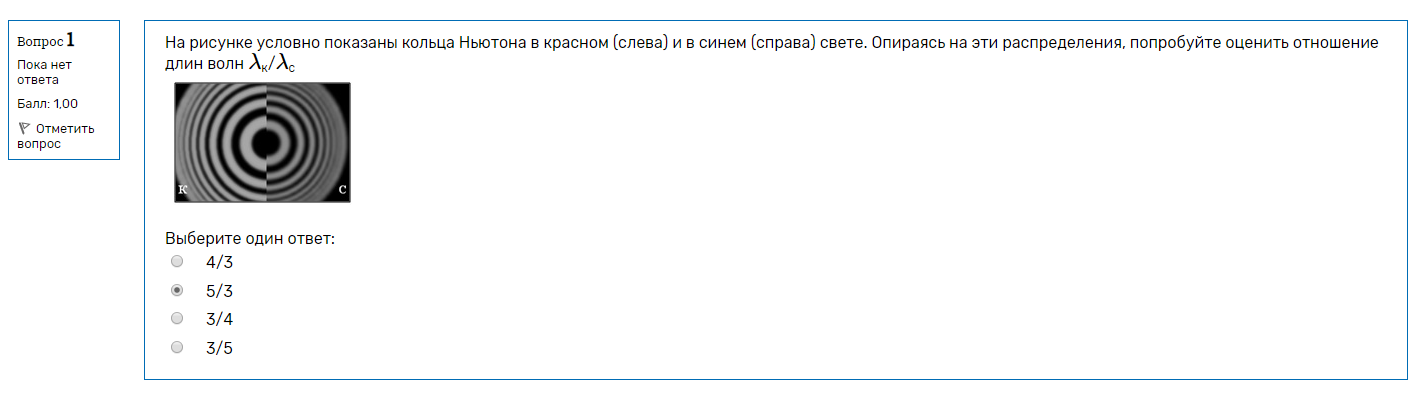 Вопрос 1
Пока нет
ответа
Балл: 1,00
Отметить
вопрос
На рисунке условно показаны кольца Ньютона в красном (слева) и в синем (справа) свете. Опираясь на эти распределения, попробуйте оценить отношение
длин волн λк/λс
к с
Выберите один ответ:
4/3
5/3
3/4
3/5